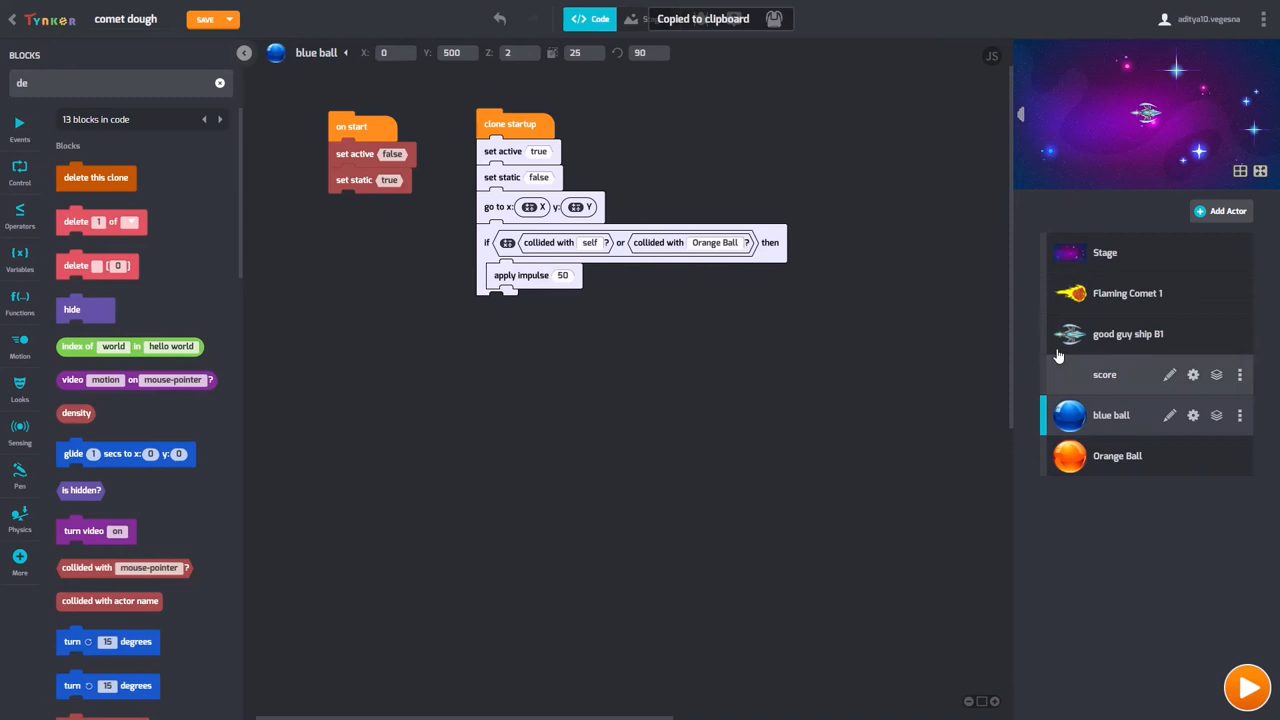 Tynker comet dough SAVE Code Sta Copied to clipboard aditya10.vegesna
BLOCKS blue ball X: 0 Y: 500 Z: 2 25 90 JS
de
13 blocks in code
Blocks
Events
Control
Operators
Variables
Functions
Motion
Looks
Sensing
Pen
Physics
More
delete this clone
delete 1 of
delete ( 0 )
hide
index of world in hello world
video motion on mouse-pointer ?
density
glide 1 secs to x: 0 y: 0
is hidden?
turn video on
collided with mouse-pointer ?
collided with actor name
turn 15 degrees
turn 15 degrees
on start
set active false
set static true
clone startup
set active true
set static false
go to x: X y: Y
if collided with self ? or collided with Orange Ball ? then
apply impulse 50
Add Actor
Stage
Flaming Comet 1
good guy ship B1
score
blue ball
Orange Ball